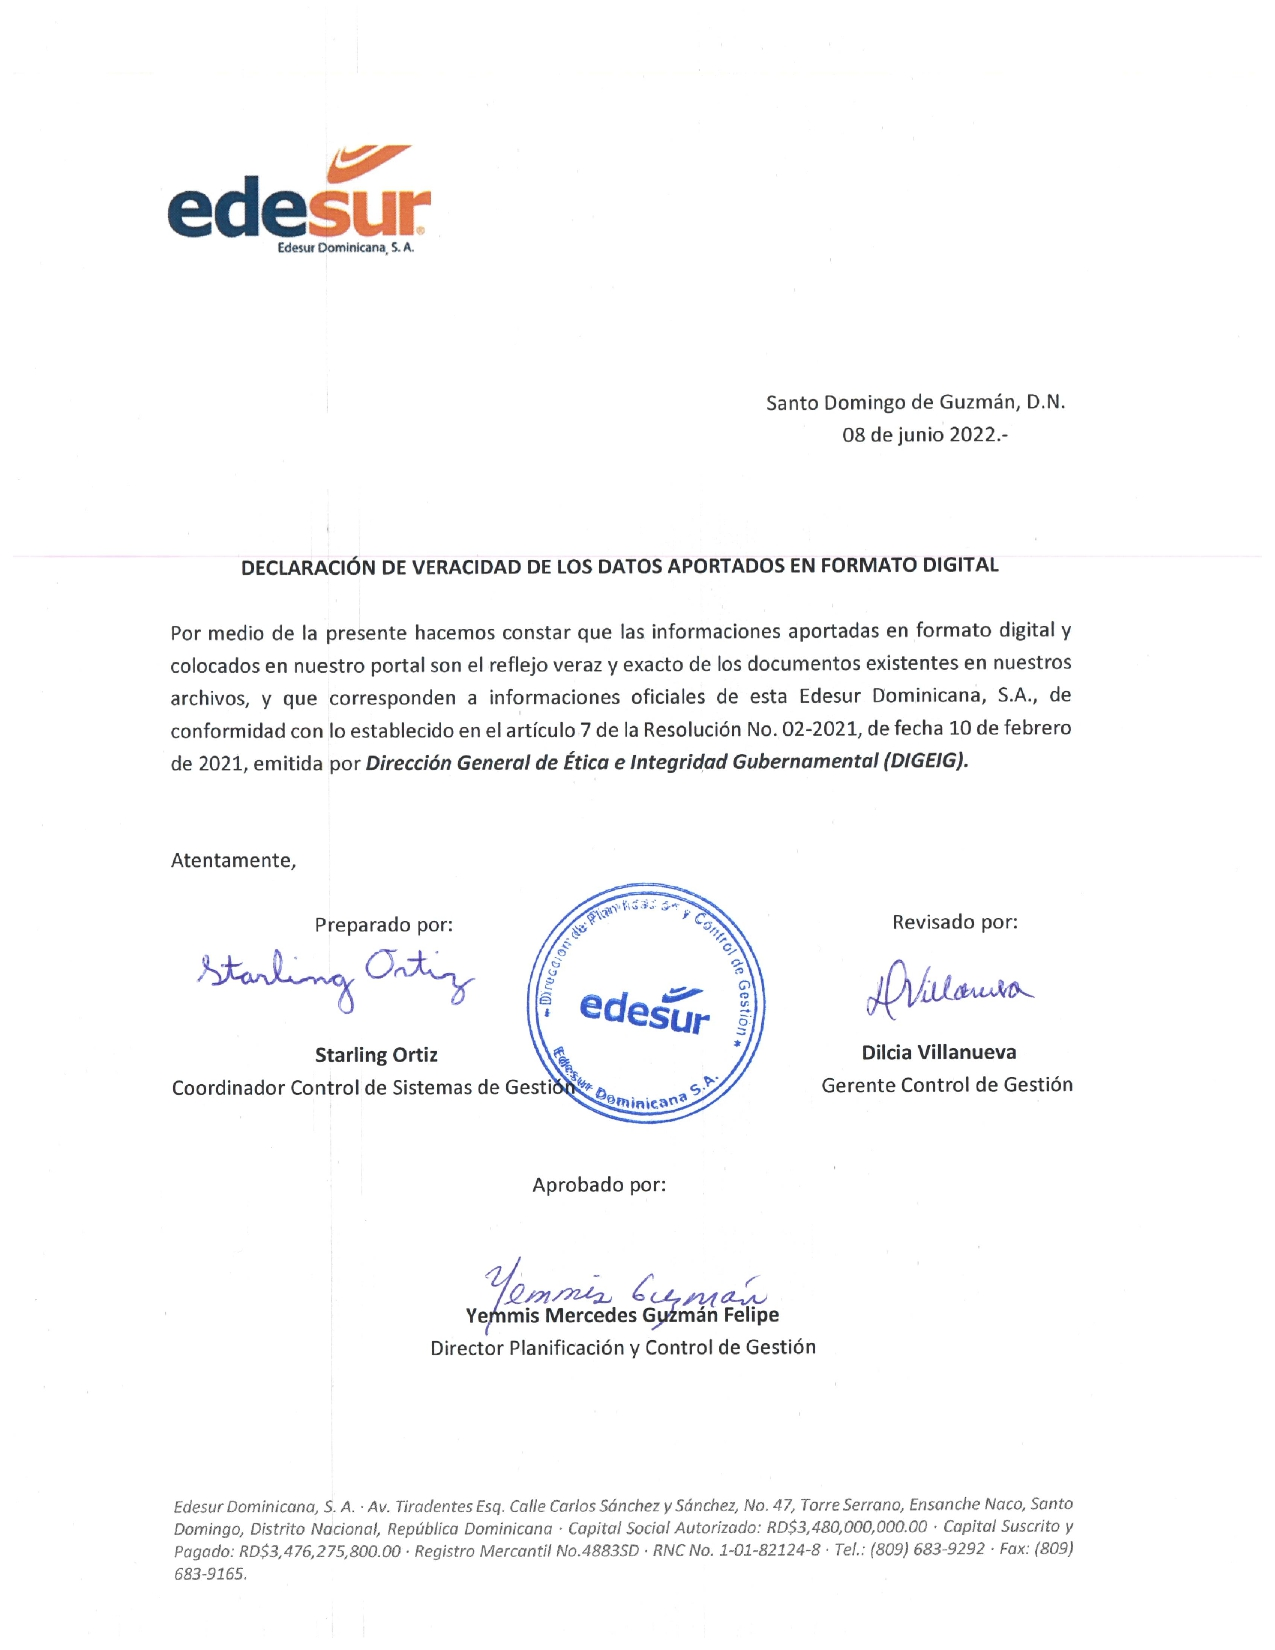 edesur®
Edesur Dominicana, S. A.
Santo Domingo de Guzmán, D.N.
08 de junio 2022.-
DECLARACIÓN DE VERACIDAD DE LOS DATOS APORTADOS EN FORMATO DIGITAL
Por medio de la presente hacemos constar que las informaciones aportadas en formato digital y
colocados en nuestro portal son el reflejo veraz y exacto de los documentos existentes en nuestros
archivos, y que corresponden a informaciones oficiales de esta Edesur Dominicana, S.A., de
conformidad con lo establecido en el artículo 7 de la Resolución No. 02-2021, de fecha 10 de febrero
de 2021, emitida por Dirección General de Ética e Integridad Gubernamental (DIGEIG).
Atentamente,
Preparado por:
Starling Ortiz
Starling Ortiz
Coordinador Control de Sistemas de Gestión
* Dirección de y Control de Gestión *
edesur
Edesur Dominicana S.A.
Revisado por:
DVillanueva
Dilcia Villanueva
Gerente Control de Gestión
Aprobado por:
Yemmis Guzmán
Yemmis Mercedes Guzmán Felipe
Director Planificación y Control de Gestión
Edesur Dominicana, S. A. · Av. Tiradentes Esq. Calle Carlos Sánchez y Sánchez, No. 47, Torre Serrano, Ensanche Naco, Santo
Domingo, Distrito Nacional, República Dominicana · Capital Social Autorizado: RD$3,480,000,000.00 · Capital Suscrito y
Pagado: RD$3,476,275,800.00 · Registro Mercantil No.4883SD · RNC No. 1-01-82124-8 · Tel.: (809) 683-9292 · Fax: (809)
683-9165.